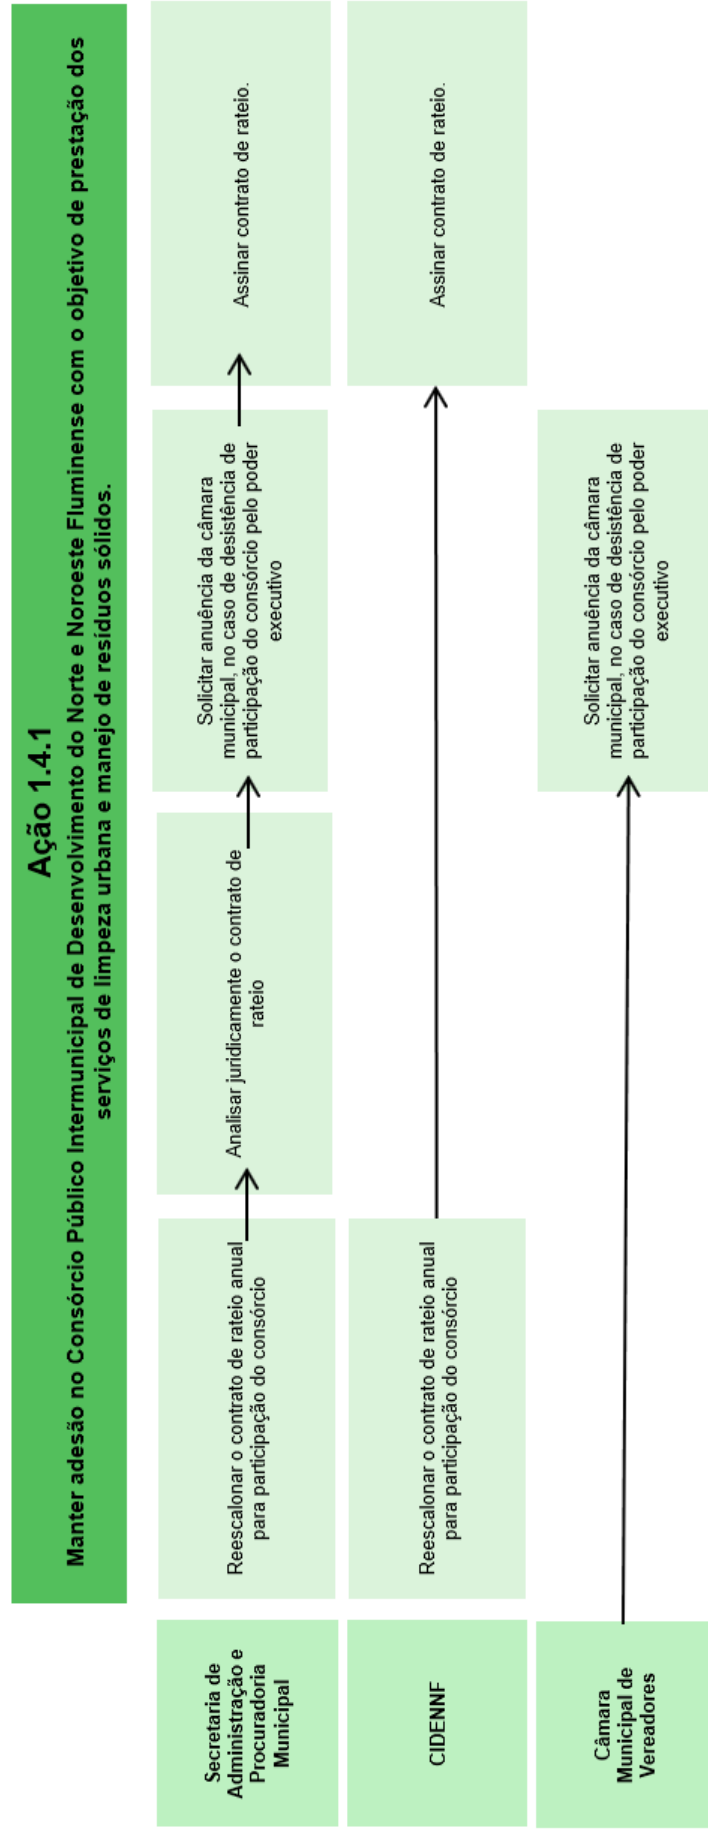 Ação 1.4.1
Manter adesão no Consórcio Público Intermunicipal de Desenvolvimento do Norte e Noroeste Fluminense com o objetivo de prestação dos
serviços de limpeza urbana e manejo de resíduos sólidos.
Secretaria de
Administração e
Procuradoria
Municipal
Reescalonar o contrato de rateio anual
para participação do consórcio
Analisar juridicamente o contrato de
rateio
Solicitar anuência da câmara
municipal, no caso de desistência de
participação do consórcio pelo poder
executivo
Assinar contrato de rateio.
CIDENNF
Reescalonar o contrato de rateio anual
para participação do consórcio
Assinar contrato de rateio.
Câmara
Municipal de
Vereadores
Solicitar anuência da câmara
municipal, no caso de desistência de
participação do consórcio pelo poder
executivo